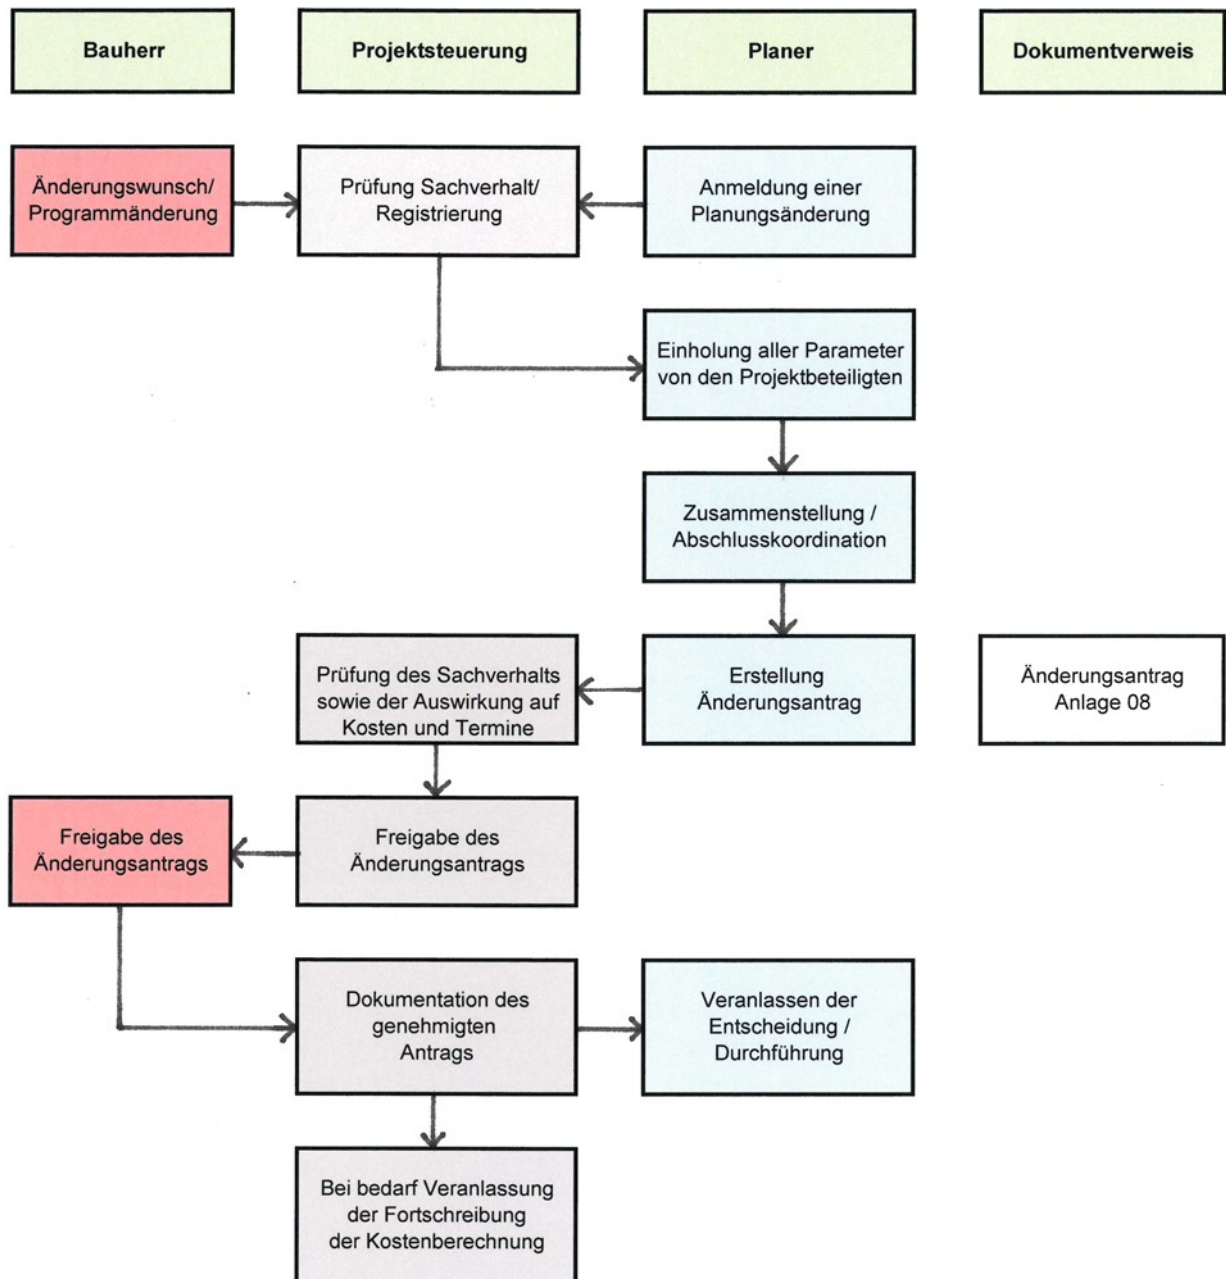 Bauherr
Projektsteuerung
Planer
Dokumentverweis
Änderungswunsch/
Programmänderung
Prüfung Sachverhalt/
Registrierung
Anmeldung einer
Planungsänderung
Einholung aller Parameter
von den Projektbeteiligten
Zusammenstellung /
Abschlusskoordination
Prüfung des Sachverhalts
sowie der Auswirkung auf
Kosten und Termine
Erstellung
Änderungsantrag
Änderungsantrag
Anlage 08
Freigabe des
Änderungsantrags
Freigabe des
Änderungsantrags
Dokumentation des
genehmigten
Antrags
Veranlassen der
Entscheidung /
Durchführung
Bei bedarf Veranlassung
der Fortschreibung
der Kostenberechnung